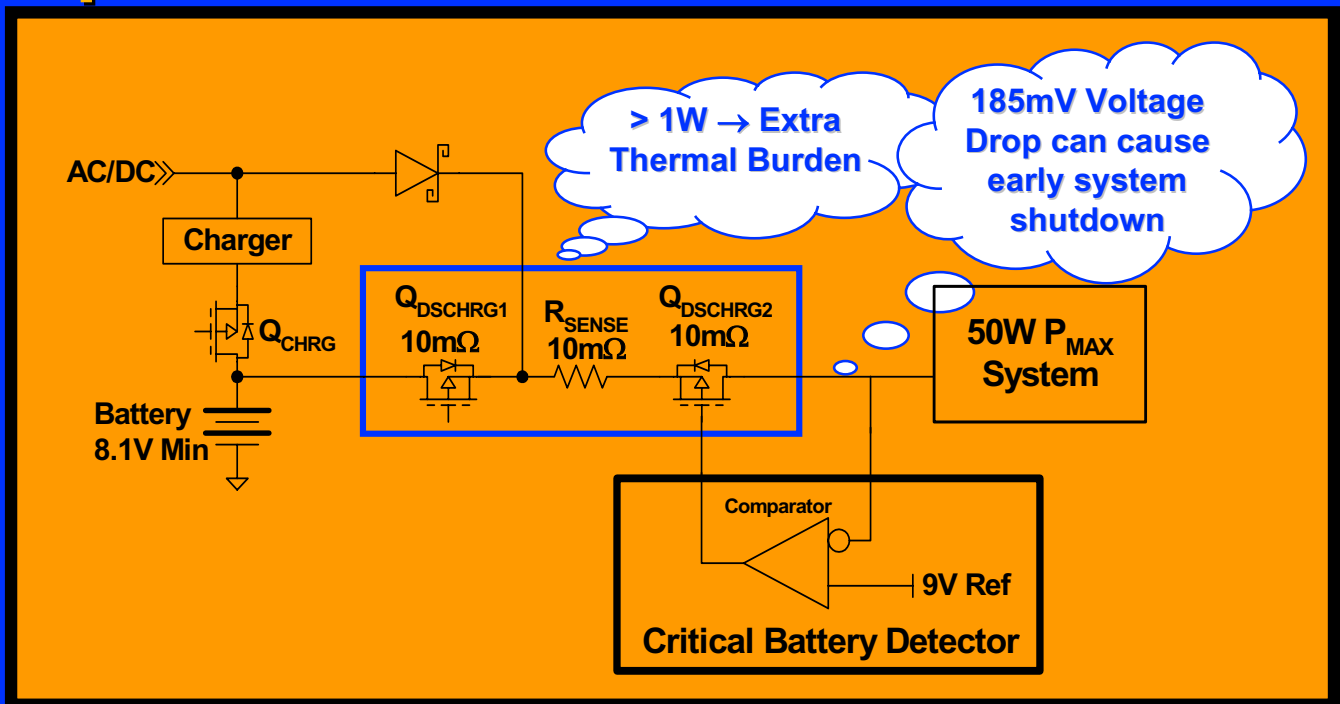 > 1W → Extra
Thermal Burden
185mV Voltage
Drop can cause
early system
shutdown
AC/DC
Charger
QCHRG
QDSCHRG1
10mΩ
RSENSE
10mΩ
QDSCHRG2
10mΩ
50W PMAX
System
Battery
8.1V Min
Comparator
9V Ref
Critical Battery Detector